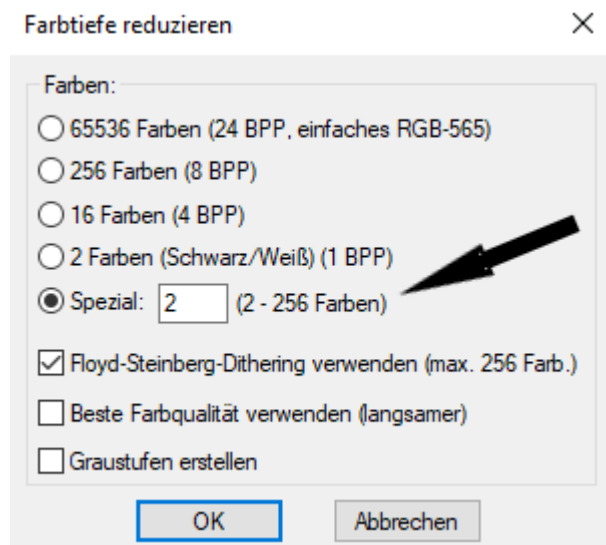 Farbtiefe reduzieren
Farben:
65536 Farben (24 BPP, einfaches RGB-565)
256 Farben (8 BPP)
16 Farben (4 BPP)
2 Farben (Schwarz/Weiß) (1 BPP)
Spezial: 2 (2 - 256 Farben)
Floyd-Steinberg-Dithering verwenden (max. 256 Farb.)
Beste Farbqualität verwenden (langsamer)
Graustufen erstellen
OK Abbrechen